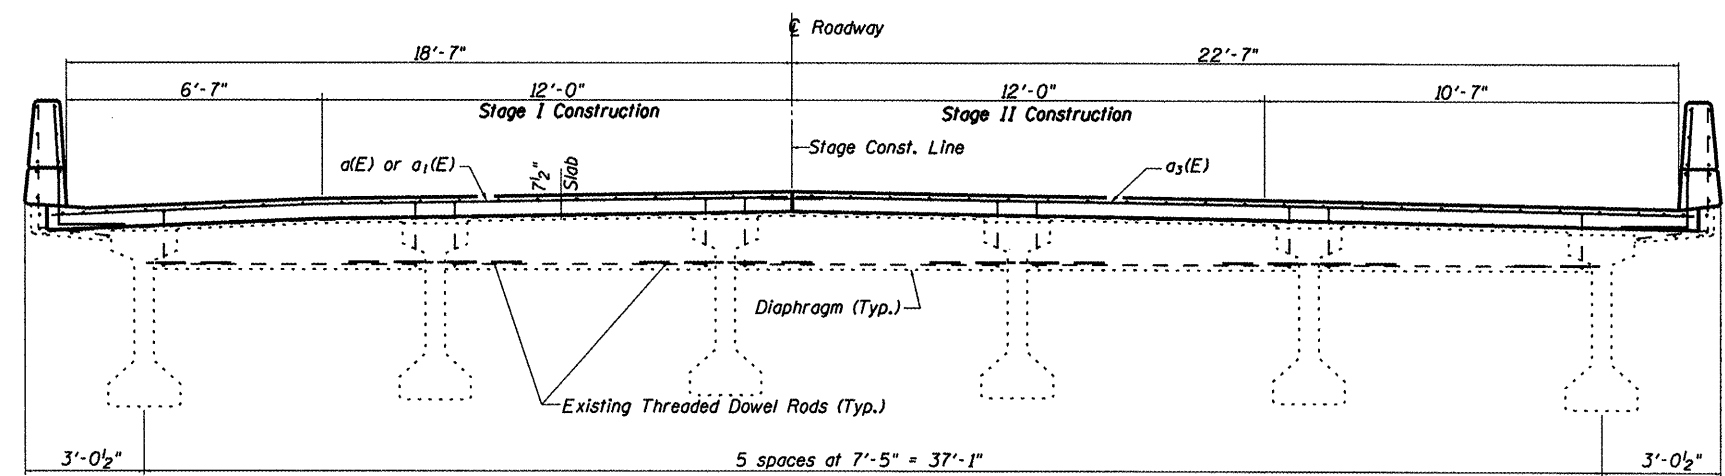 ℄ Roadway
18'-7"
22'-7"
6'-7"
12'-0"
12'-0"
10'-7"
Stage I Construction
Stage II Construction
Stage Const. Line
a(E) or a₁(E)
7½"
Slab
a₃(E)
Diaphragm (Typ.)
Existing Threaded Dowel Rods (Typ.)
3'-0½"
5 spaces at 7'-5" = 37'-1"
3'-0½"